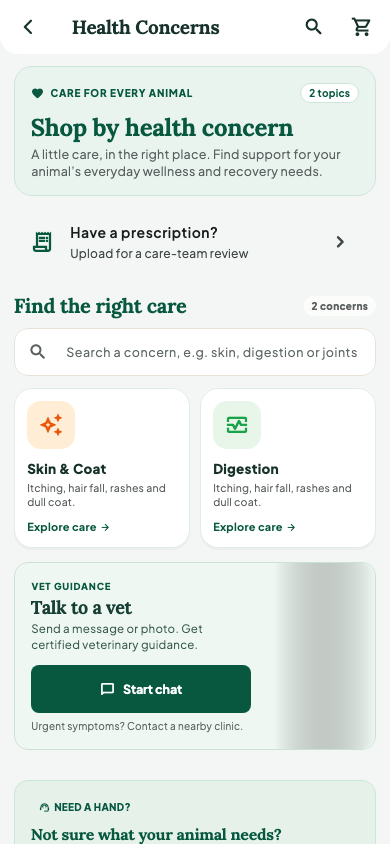 Health Concerns
CARE FOR EVERY ANIMAL
2 topics
Shop by health concern
A little care, in the right place. Find support for your
animal's everyday wellness and recovery needs.
Have a prescription?
Upload for a care-team review
Find the right care
2 concerns
Search a concern, e.g. skin, digestion or joints
Skin & Coat
Itching, hair fall, rashes and
dull coat.
Explore care →
Digestion
Itching, hair fall, rashes and
dull coat.
Explore care →
VET GUIDANCE
Talk to a vet
Send a message or photo. Get
certified veterinary guidance.
Start chat
Urgent symptoms? Contact a nearby clinic.
NEED A HAND?
Not sure what your animal needs?